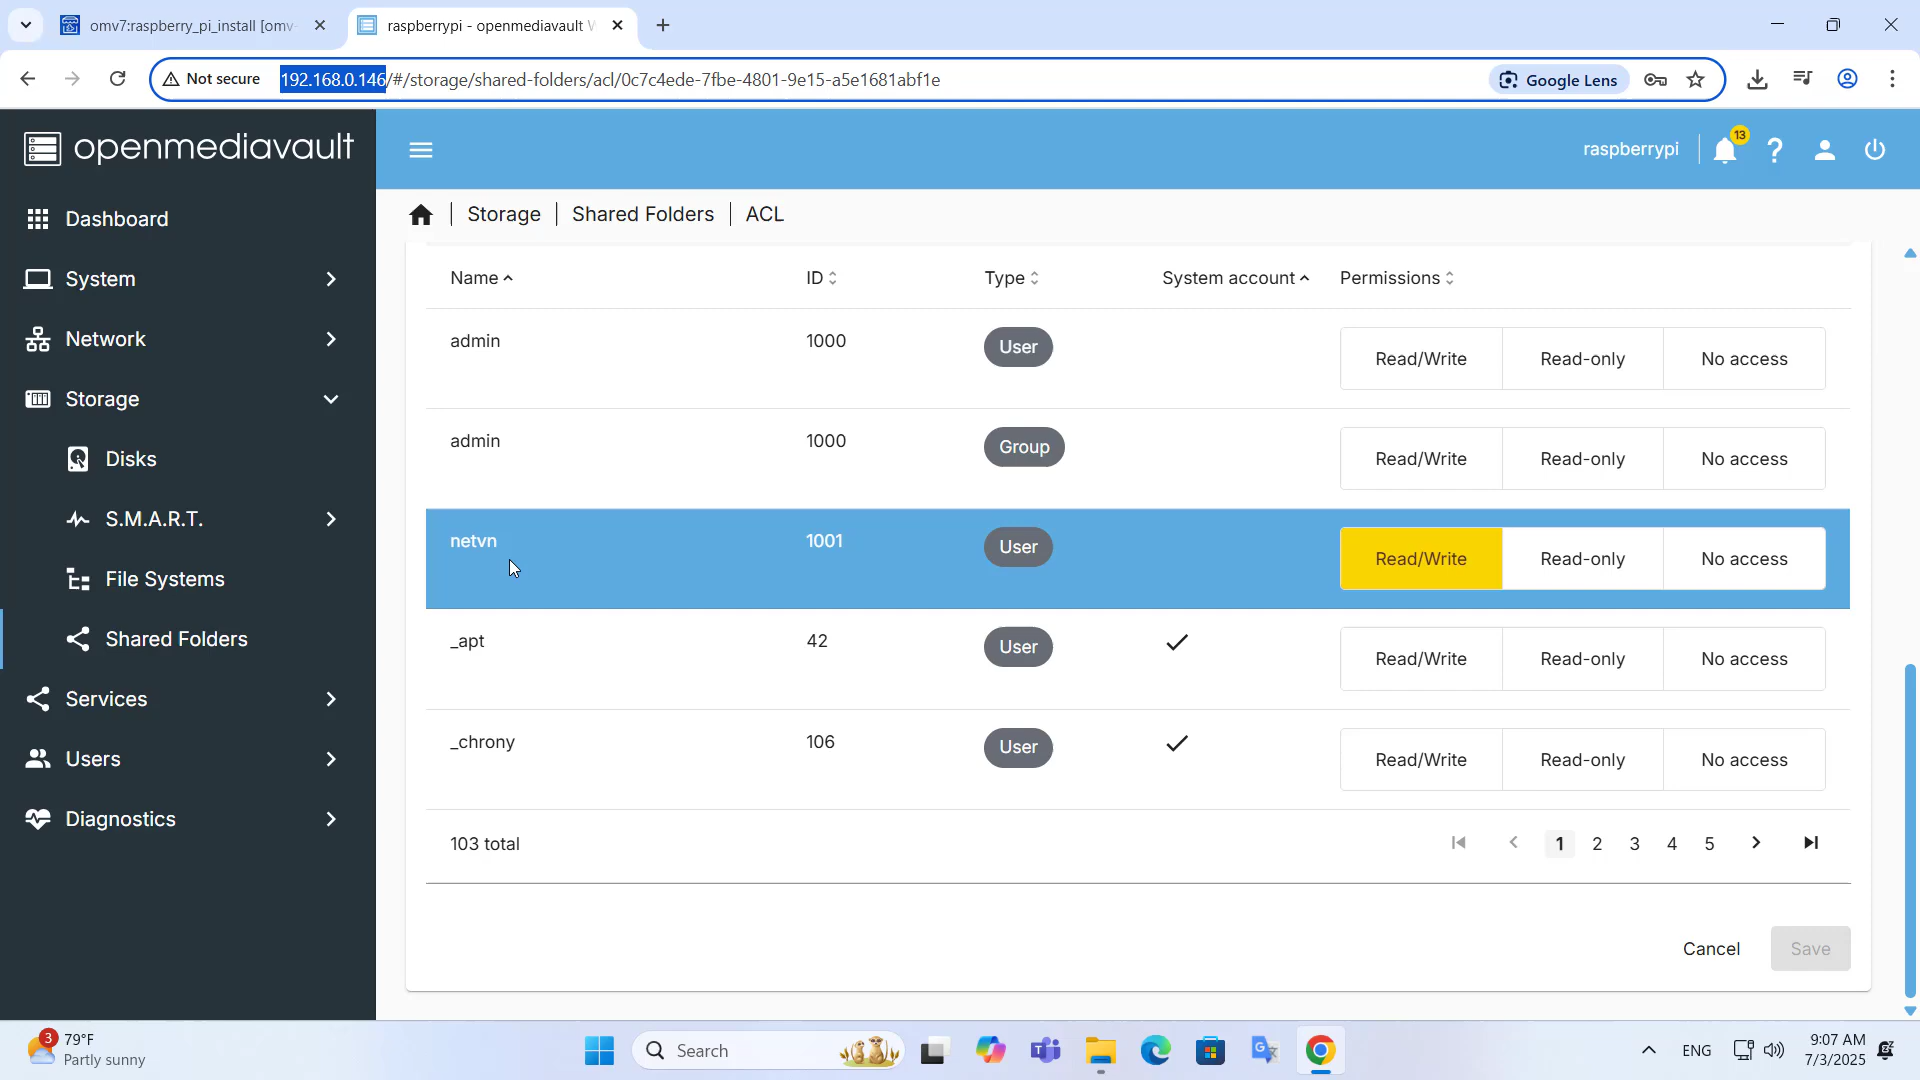 omv7:raspberry_pi_install [omv-
raspberrypi - openmediavault W
Not secure
192.168.0.146/#/storage/shared-folders/acl/0c7c4ede-7fbe-4801-9e15-a5e1681abf1e
Google Lens
openmediavault
raspberrypi
13
Dashboard
System
Network
Storage
Disks
S.M.A.R.T.
File Systems
Shared Folders
Services
Users
Diagnostics
Storage | Shared Folders | ACL
Name ID Type System account Permissions
admin 1000 User Read/Write Read-only No access
admin 1000 Group Read/Write Read-only No access
netvn 1001 User Read/Write Read-only No access
_apt 42 User Read/Write Read-only No access
_chrony 106 User Read/Write Read-only No access
103 total 1 2 3 4 5
Cancel Save
3
79°F
Partly sunny
Search
ENG
9:07 AM
7/3/2025